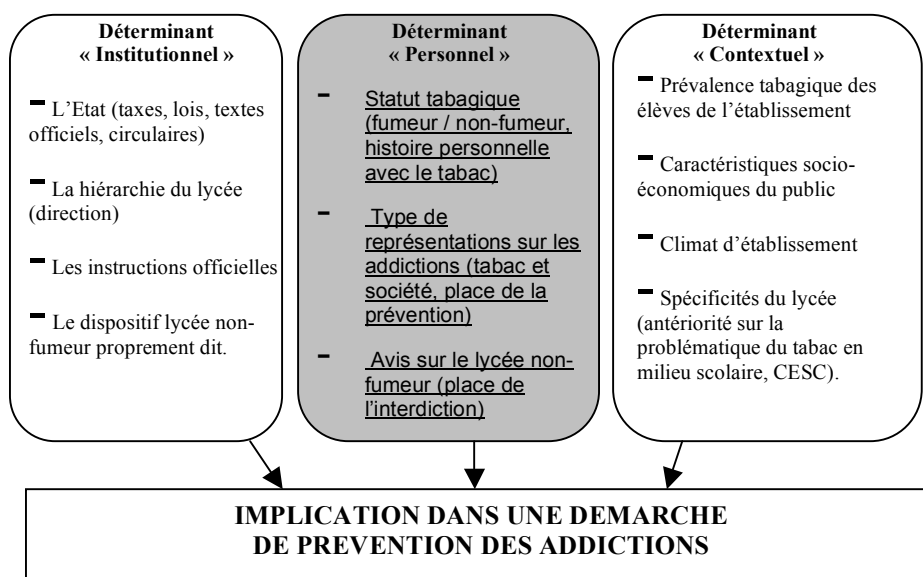 Déterminant
« Institutionnel »
- L'Etat (taxes, lois, textes
officiels, circulaires)
- La hiérarchie du lycée
(direction)
- Les instructions officielles
- Le dispositif lycée non-
fumeur proprement dit.
Déterminant
« Personnel »
- Statut tabagique
(fumeur / non-fumeur,
histoire personnelle
avec le tabac)
- Type de
représentations sur les
addictions (tabac et
société, place de la
prévention)
- Avis sur le lycée non-
fumeur (place de
l'interdiction)
Déterminant
« Contextuel »
- Prévalence tabagique des
élèves de l'établissement
- Caractéristiques socio-
économiques du public
- Climat d'établissement
- Spécificités du lycée
(antériorité sur la
problématique du tabac en
milieu scolaire, CESC).
IMPLICATION DANS UNE DEMARCHE
DE PREVENTION DES ADDICTIONS